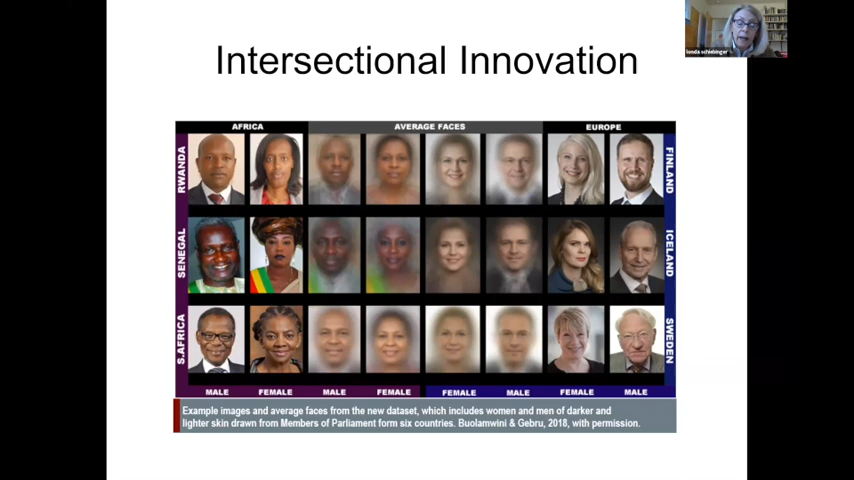 Intersectional Innovation
londa schiebinger
AFRICA AVERAGE FACES EUROPE
RWANDA
FINLAND
SENEGAL
ICELAND
S.AFRICA
SWEDEN
MALE FEMALE MALE FEMALE FEMALE MALE FEMALE MALE
Example images and average faces from the new dataset, which includes women and men of darker and
lighter skin drawn from Members of Parliament form six countries. Buolamwini & Gebru, 2018, with permission.